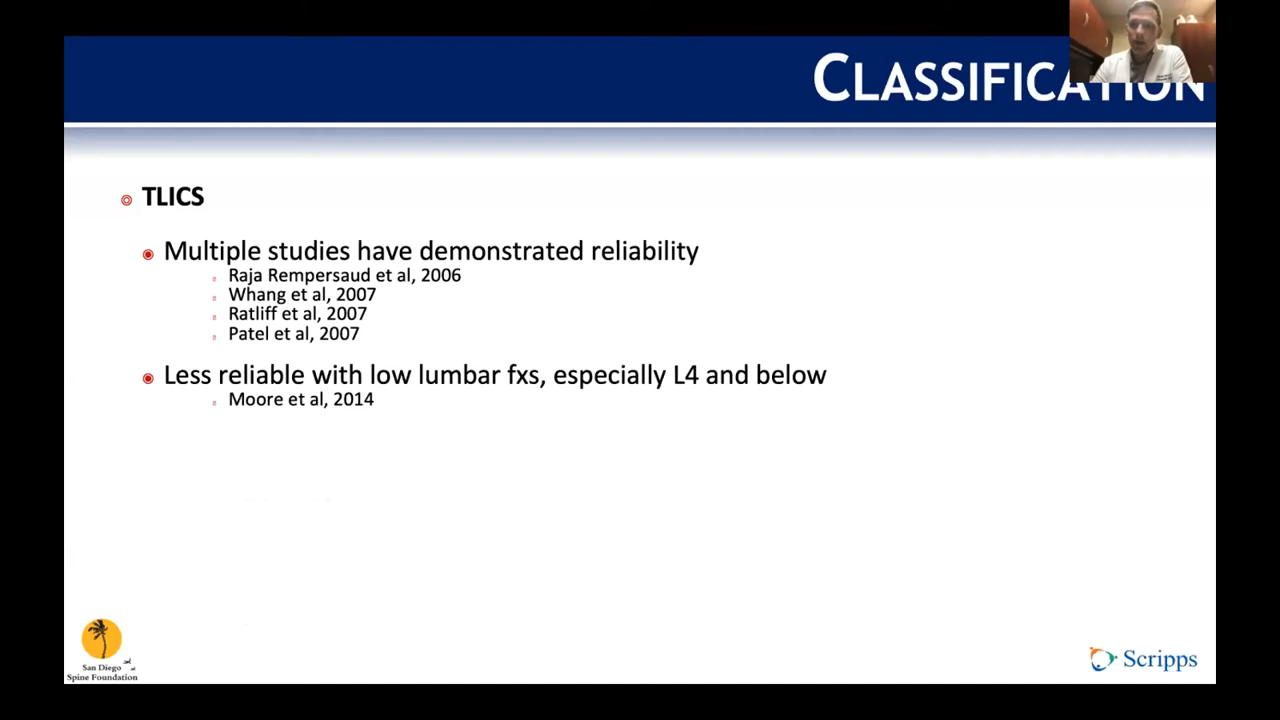 CLASSIFICATION
TLICS
Multiple studies have demonstrated reliability
Raja Rempersaud et al, 2006
Whang et al, 2007
Ratliff et al, 2007
Patel et al, 2007
Less reliable with low lumbar fxs, especially L4 and below
Moore et al, 2014
San Diego
Spine Foundation
Scripps